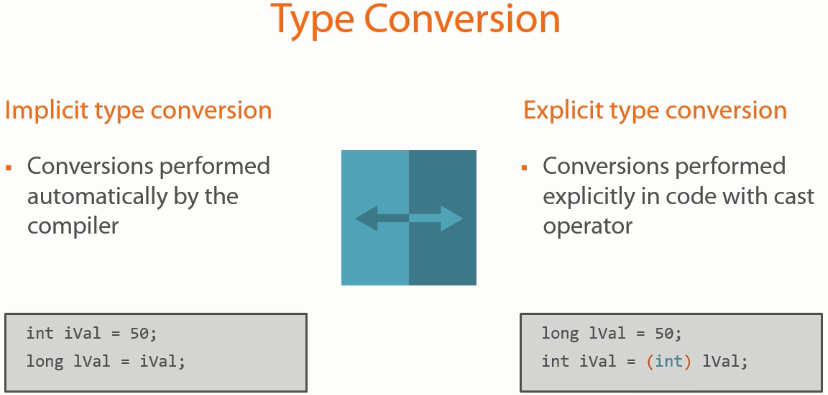 Type Conversion
Implicit type conversion
▪ Conversions performed
automatically by the
compiler
int iVal = 50;
long lVal = iVal;
Explicit type conversion
▪ Conversions performed
explicitly in code with cast
operator
long lVal = 50;
int iVal = (int) lVal;